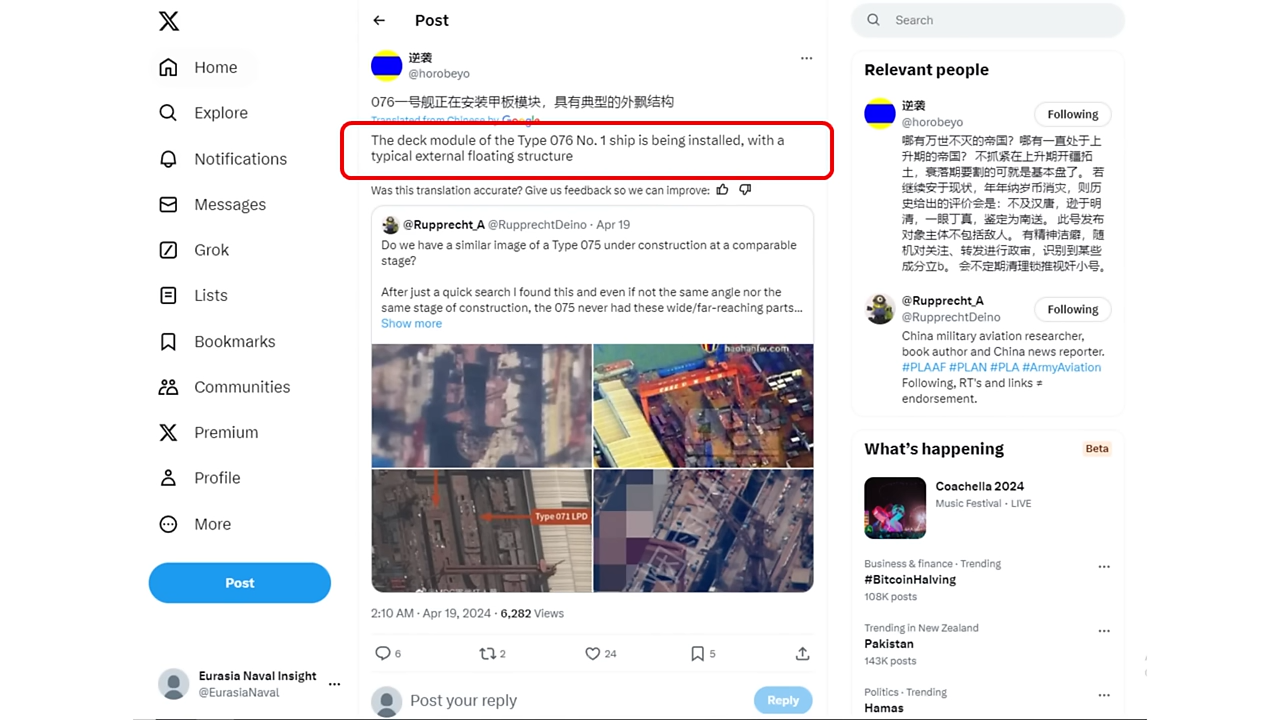 Home
Explore
Notifications
Messages
Grok
Lists
Bookmarks
Communities
Premium
Profile
More
Post
Eurasia Naval Insight
@EurasiaNaval
Post
逆袭
@horobeyo
076一号舰正在安装甲板模块，具有典型的外飘结构
Translated from Chinese by Google
The deck module of the Type 076 No. 1 ship is being installed, with a
typical external floating structure
Was this translation accurate? Give us feedback so we can improve:
@Rupprecht_A @RupprechtDeino · Apr 19
Do we have a similar image of a Type 075 under construction at a comparable
stage?
After just a quick search I found this and even if not the same angle nor the
same stage of construction, the 075 never had these wide/far-reaching parts...
Show more
haohanfw.com
Type 071 LPD
2:10 AM · Apr 19, 2024 · 6,282 Views
6
2
24
5
Post your reply
Reply
Search
Relevant people
逆袭
@horobeyo
Following
哪有万世不灭的帝国？哪有一直处于上
升期的帝国？ 不抓紧在上升期开疆拓
土，衰落期要割的可就是基本盘了。 若
继续安于现状，年年纳岁币消灾，则历
史给出的评价会是：不及汉唐，逊于明
清，一眼丁真，鉴定为南送。 此号发布
对象主体不包括敌人。 有精神洁癖，随
机对关注、转发进行政审，识别到某些
成分立b。 会不定期清理锁推视奸小号。
@Rupprecht_A
@RupprechtDeino
Following
China military aviation researcher,
book author and China news reporter.
#PLAAF #PLAN #PLA #ArmyAviation
Following, RT's and links ≠
endorsement.
What's happening
Beta
Coachella 2024
Music Festival · LIVE
Business & finance · Trending
#BitcoinHalving
108K posts
Trending in New Zealand
Pakistan
143K posts
Politics · Trending
Hamas